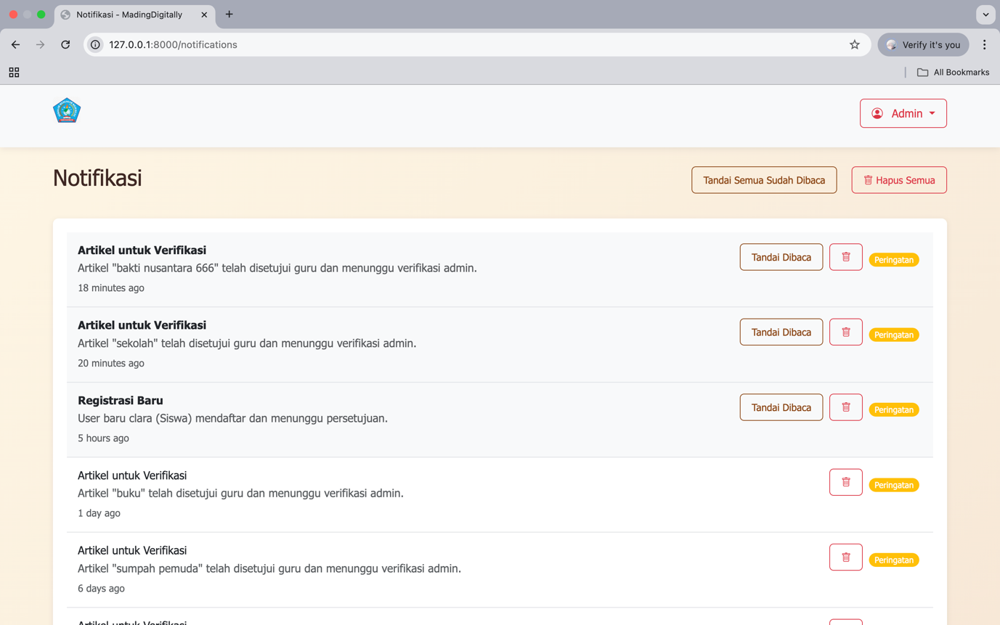 Notifikasi - MadingDigitally
127.0.0.1:8000/notifications
Verify it's you
All Bookmarks
Admin
Notifikasi
Tandai Semua Sudah Dibaca
Hapus Semua
Artikel untuk Verifikasi
Tandai Dibaca
Peringatan
Artikel "bakti nusantara 666" telah disetujui guru dan menunggu verifikasi admin.
18 minutes ago
Artikel untuk Verifikasi
Tandai Dibaca
Peringatan
Artikel "sekolah" telah disetujui guru dan menunggu verifikasi admin.
20 minutes ago
Registrasi Baru
Tandai Dibaca
Peringatan
User baru clara (Siswa) mendaftar dan menunggu persetujuan.
5 hours ago
Artikel untuk Verifikasi
Peringatan
Artikel "buku" telah disetujui guru dan menunggu verifikasi admin.
1 day ago
Artikel untuk Verifikasi
Peringatan
Artikel "sumpah pemuda" telah disetujui guru dan menunggu verifikasi admin.
6 days ago
Artikel untuk Verifikasi